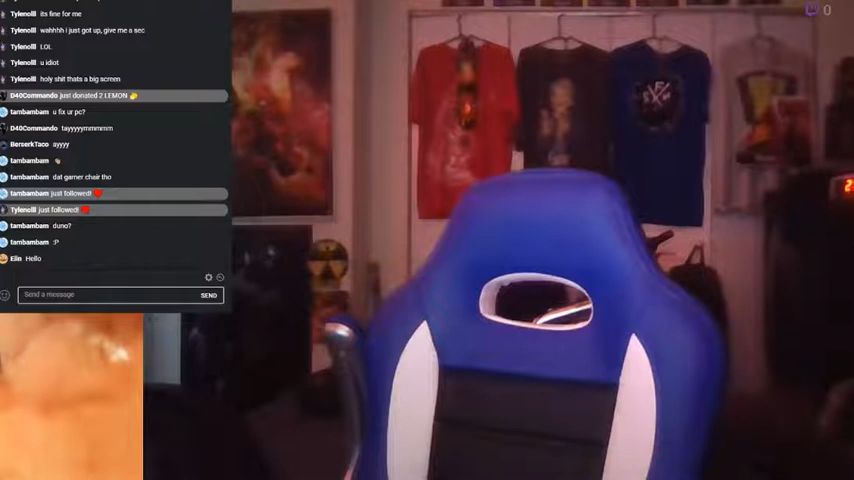 Tylenolll its fine for me
Tylenolll wahhhh i just got up, give me a sec
Tylenolll LOL
Tylenolll u idiot
Tylenolll holy shit thats a big screen
D40Commando just donated 2 LEMON
tambambam u fix ur pc?
D40Commando tayyyyymmmmm
BerserkTaco ayyyy
tambambam
tambambam dat gamer chair tho
tambambam just followed!
Tylenolll just followed!
tambambam duno?
tambambam :P
Elin Hello
Send a message
SEND
0